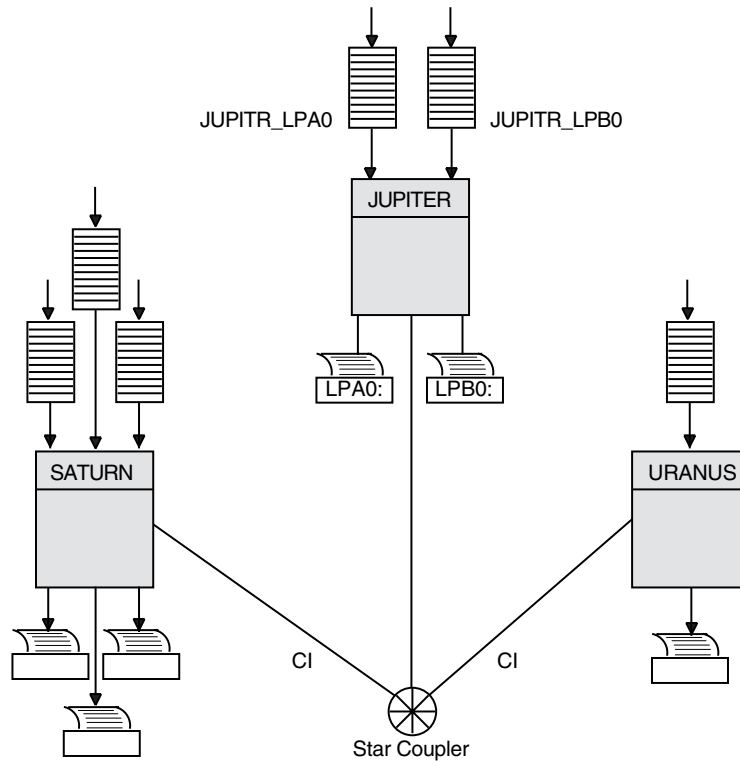 JUPITR_LPA0
JUPITR_LPB0
JUPITER
LPA0:
LPB0:
SATURN
URANUS
CI
CI
Star Coupler